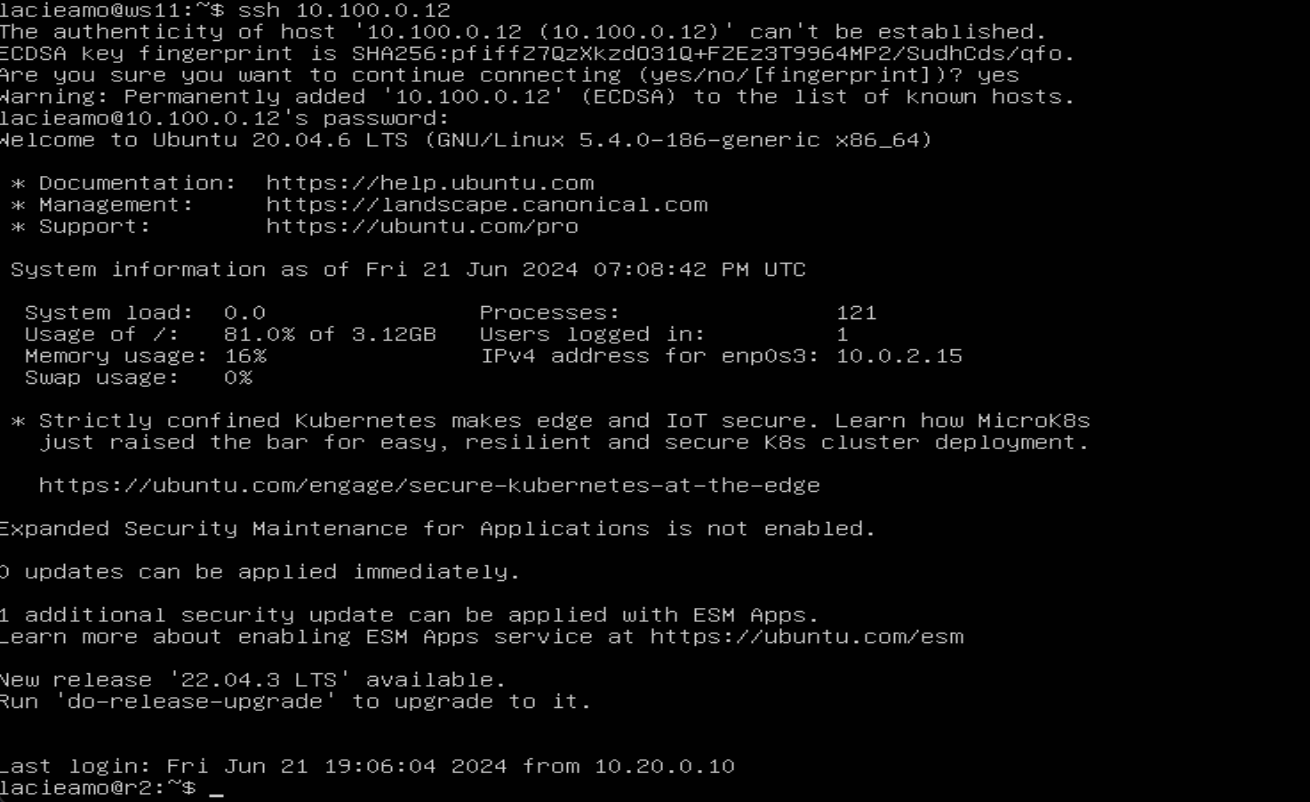 lacieamo@ws11:~$ ssh 10.100.0.12
The authenticity of host '10.100.0.12 (10.100.0.12)' can't be established.
ECDSA key fingerprint is SHA256:pfiffZ7QzXkzdO31Q+FZEz3T9964MP2/SudhCds/qfo.
Are you sure you want to continue connecting (yes/no/[fingerprint])? yes
Warning: Permanently added '10.100.0.12' (ECDSA) to the list of known hosts.
lacieamo@10.100.0.12's password:
Welcome to Ubuntu 20.04.6 LTS (GNU/Linux 5.4.0-186-generic x86_64)
* Documentation:  https://help.ubuntu.com
* Management:     https://landscape.canonical.com
* Support:        https://ubuntu.com/pro
System information as of Fri 21 Jun 2024 07:08:42 PM UTC
System load:  0.0               Processes:               121
Usage of /:   81.0% of 3.12GB   Users logged in:         1
Memory usage: 16%               IPv4 address for enp0s3: 10.0.2.15
Swap usage:   0%
* Strictly confined Kubernetes makes edge and IoT secure. Learn how MicroK8s
just raised the bar for easy, resilient and secure K8s cluster deployment.
https://ubuntu.com/engage/secure-kubernetes-at-the-edge
Expanded Security Maintenance for Applications is not enabled.
0 updates can be applied immediately.
1 additional security update can be applied with ESM Apps.
Learn more about enabling ESM Apps service at https://ubuntu.com/esm
New release '22.04.3 LTS' available.
Run 'do-release-upgrade' to upgrade to it.
Last login: Fri Jun 21 19:06:04 2024 from 10.20.0.10
lacieamo@r2:~$ _